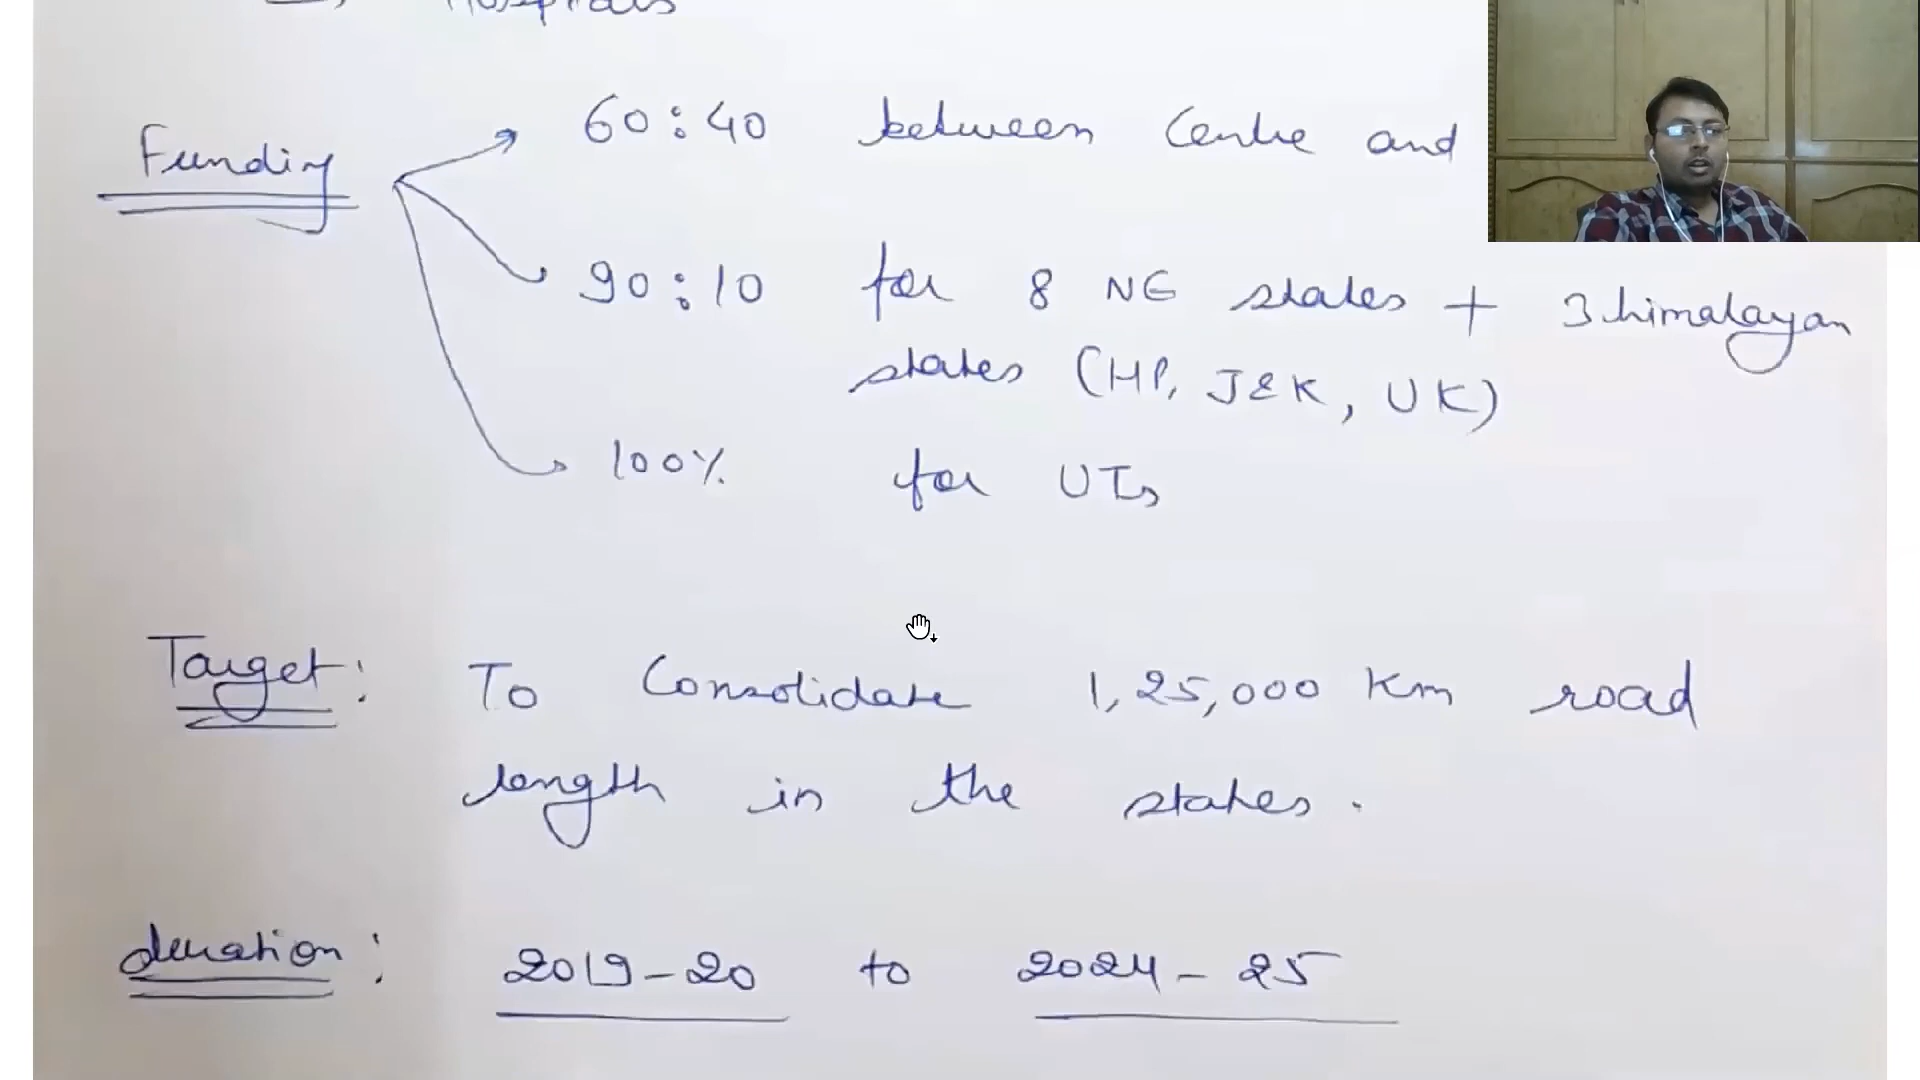 Hospitals
Funding
60:40 between Centre and
90:10 for 8 NE states + 3 himalayan
states (HP, J&K, UK)
100% for UTs
Target: To Consolidate 1,25,000 Km road
length in the states.
duration: 2019-20 to 2024-25